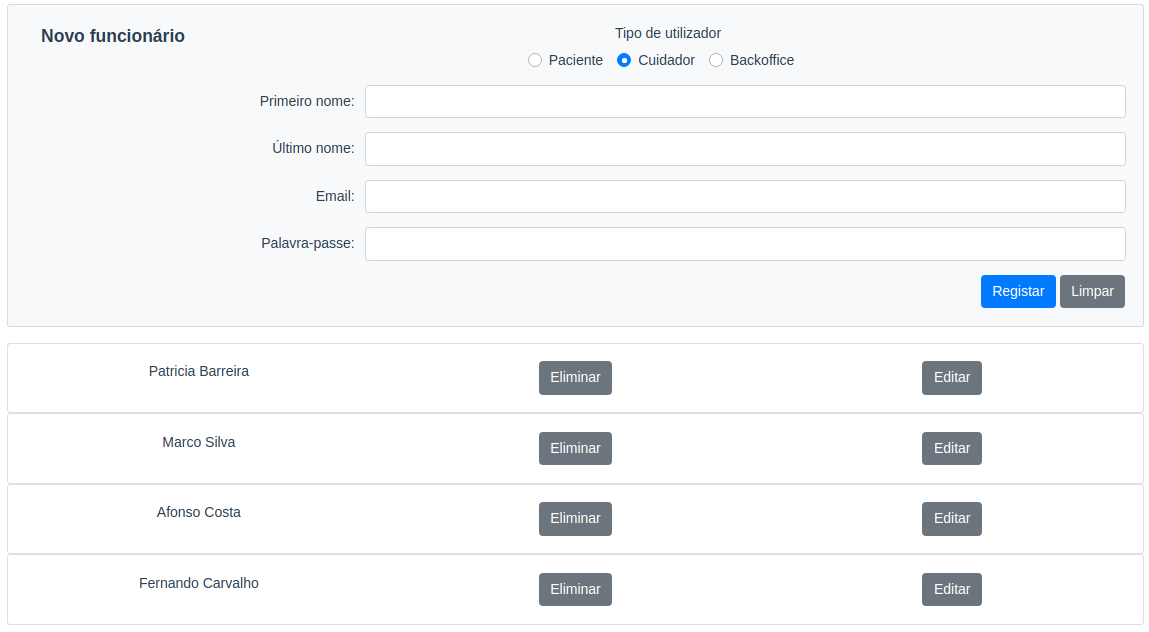 Novo funcionário
Tipo de utilizador
Paciente Cuidador Backoffice
Primeiro nome:
Último nome:
Email:
Palavra-passe:
Registar Limpar
Patricia Barreira Eliminar Editar
Marco Silva Eliminar Editar
Afonso Costa Eliminar Editar
Fernando Carvalho Eliminar Editar